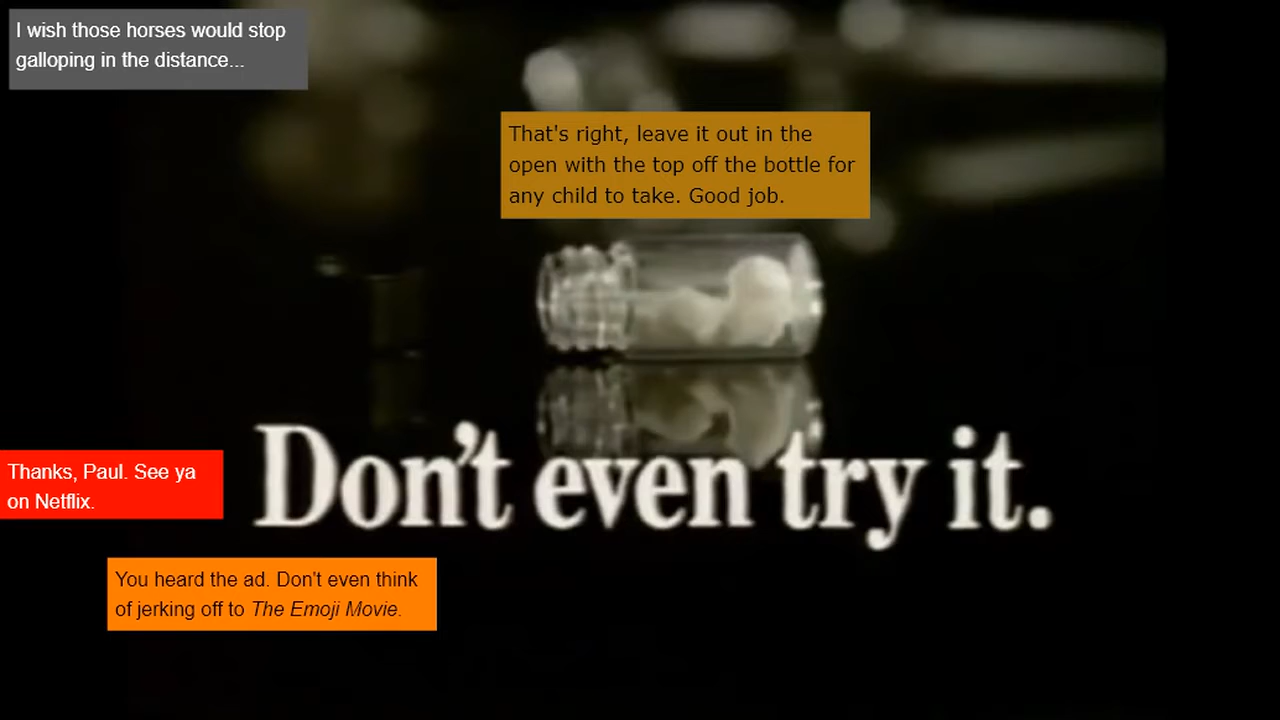 I wish those horses would stop
galloping in the distance...
That's right, leave it out in the
open with the top off the bottle for
any child to take. Good job.
Thanks, Paul. See ya
on Netflix.
Don't even try it.
You heard the ad. Don't even think
of jerking off to The Emoji Movie.